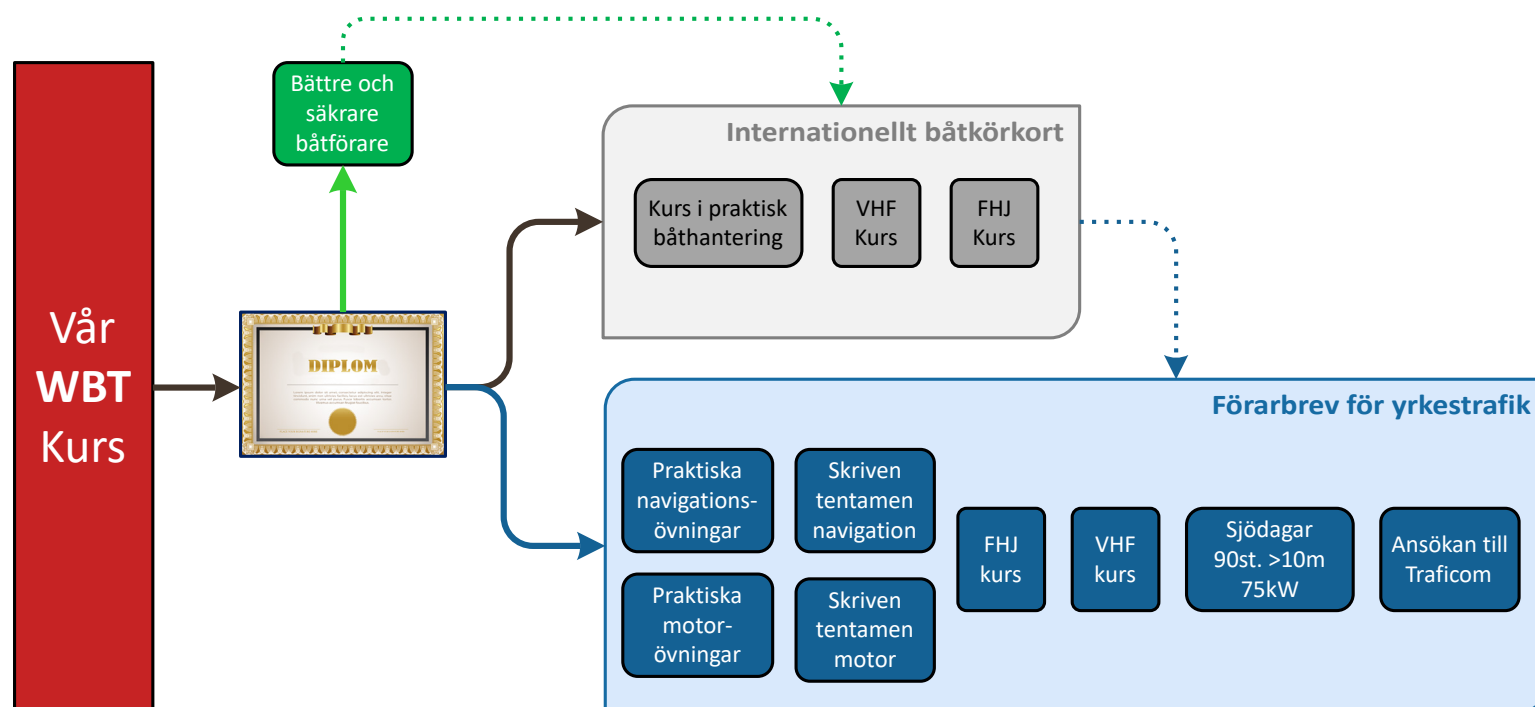 Vår
WBT
Kurs
Bättre och
säkrare
båtförare
DIPLOM
Internationellt båtkörkort
Kurs i praktisk
båthantering
VHF
Kurs
FHJ
Kurs
Förarbrev för yrkestrafik
Praktiska
navigations-
övningar
Skriven
tentamen
navigation
Praktiska
motor-
övningar
Skriven
tentamen
motor
FHJ
kurs
VHF
kurs
Sjödagar
90st. >10m
75kW
Ansökan till
Traficom